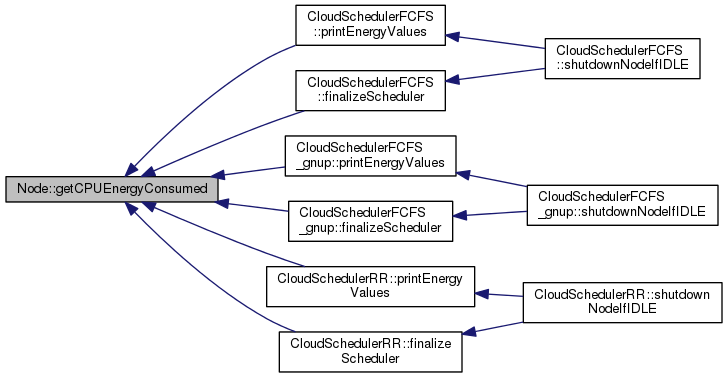 CloudSchedulerFCFS
::printEnergyValues
CloudSchedulerFCFS
::shutdownNodeIfIDLE
CloudSchedulerFCFS
::finalizeScheduler
CloudSchedulerFCFS
_gnup::printEnergyValues
Node::getCPUEnergyConsumed
CloudSchedulerFCFS
_gnup::shutdownNodeIfIDLE
CloudSchedulerFCFS
_gnup::finalizeScheduler
CloudSchedulerRR::printEnergy
Values
CloudSchedulerRR::shutdown
NodeIfIDLE
CloudSchedulerRR::finalize
Scheduler